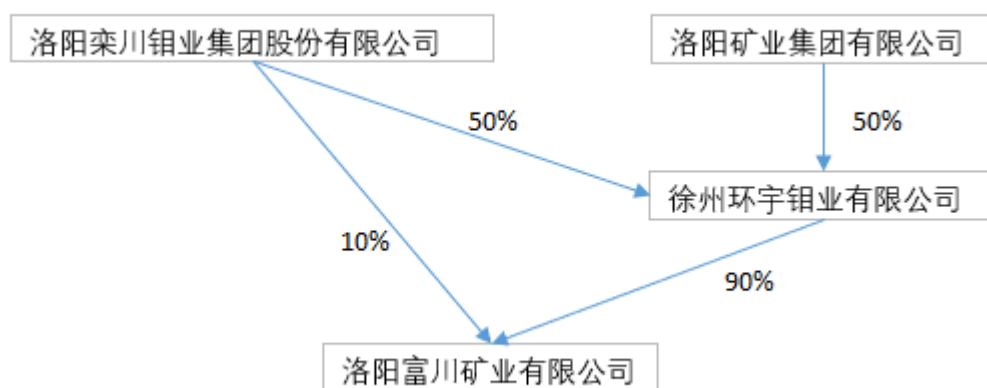 洛阳栾川钼业集团股份有限公司
洛阳矿业集团有限公司
50%
50%
徐州环宇钼业有限公司
10%
90%
洛阳富川矿业有限公司